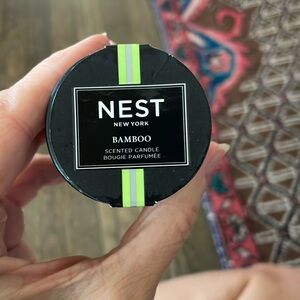 NEST
NEW YORK
BAMBOO
SCENTED CANDLE
BOUGIE PARFUMÉE